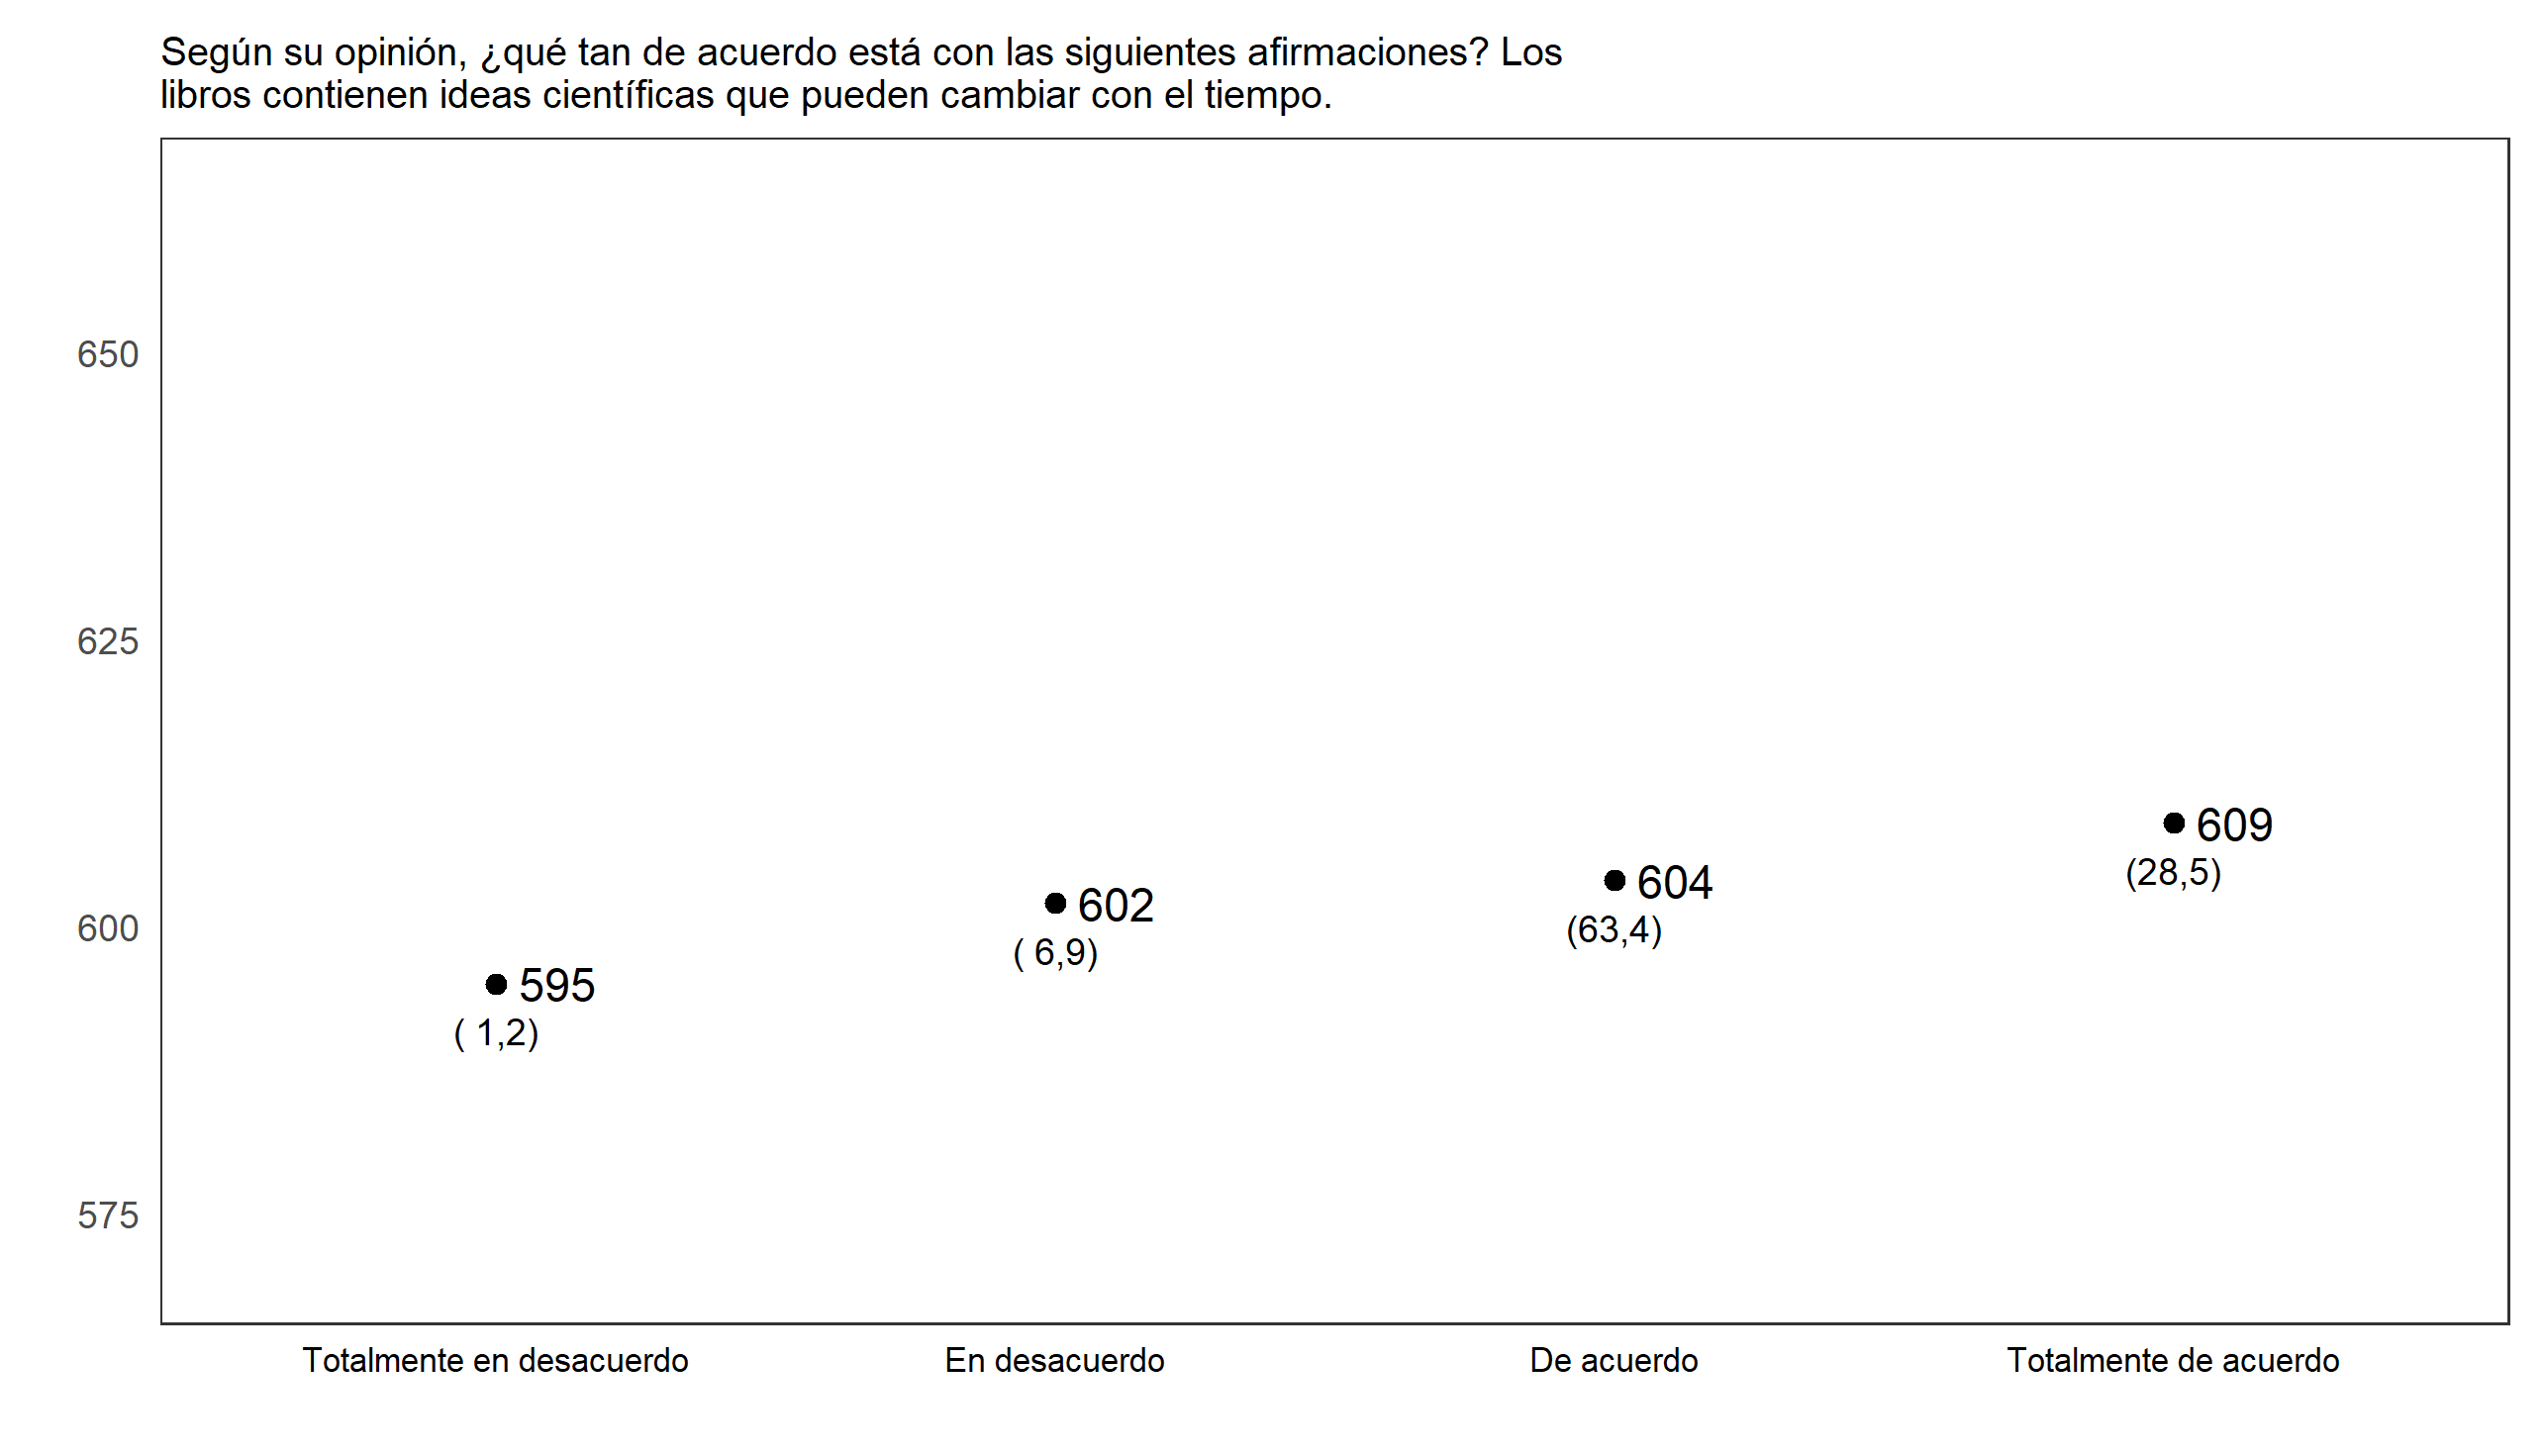 Según su opinión, ¿qué tan de acuerdo está con las siguientes afirmaciones? Los
libros contienen ideas científicas que pueden cambiar con el tiempo.
650
625
600
575
595
( 1,2)
602
( 6,9)
604
(63,4)
609
(28,5)
Totalmente en desacuerdo
En desacuerdo
De acuerdo
Totalmente de acuerdo